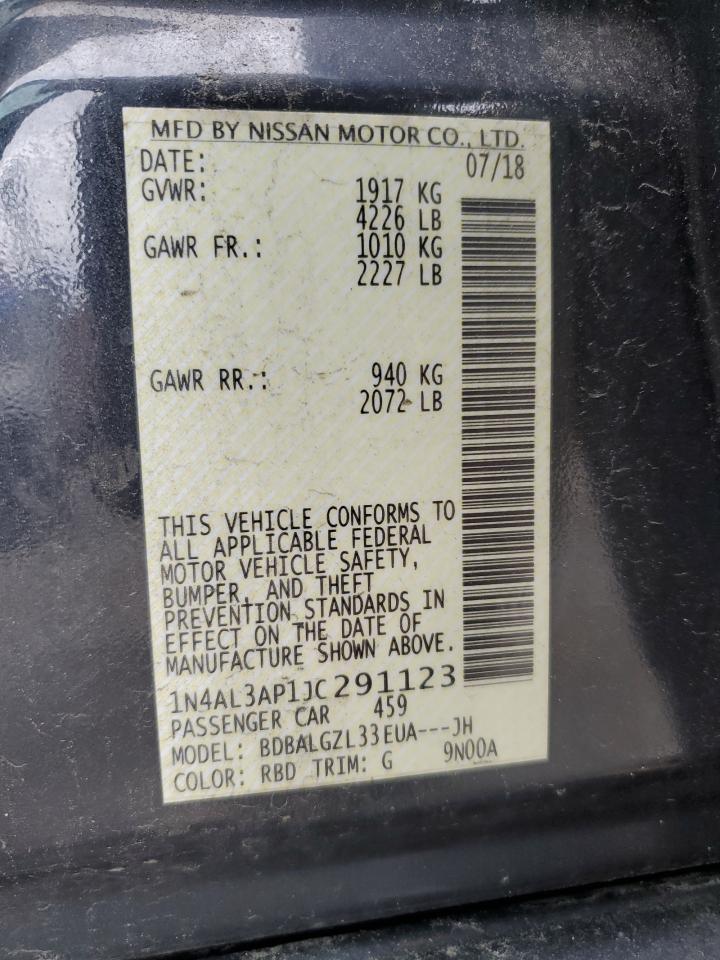 MFD BY NISSAN MOTOR CO., LTD.
DATE: 07/18
GVWR: 1917 KG
4226 LB
GAWR FR.: 1010 KG
2227 LB
GAWR RR.: 940 KG
2072 LB
THIS VEHICLE CONFORMS TO
ALL APPLICABLE FEDERAL
MOTOR VEHICLE SAFETY,
BUMPER, AND THEFT
PREVENTION STANDARDS IN
EFFECT ON THE DATE OF
MANUFACTURE SHOWN ABOVE.
1N4AL3AP1JC291123
PASSENGER CAR 459
MODEL: BDBALGZL33EUA---JH
COLOR: RBD TRIM: G 9N00A